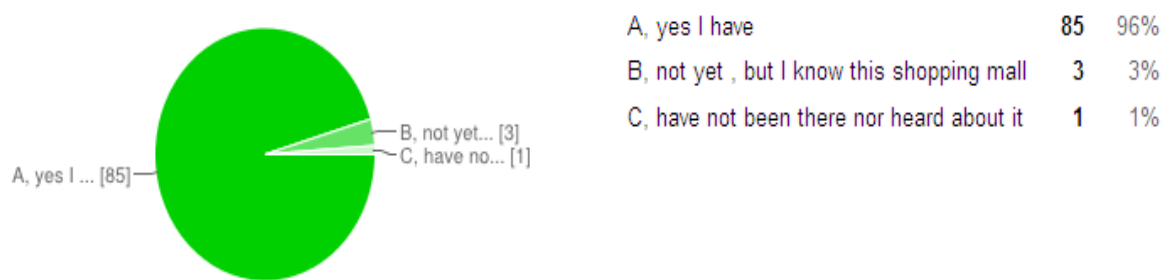 A, yes I ... [85]
B, not yet... [3]
C, have no... [1]
A, yes I have 85 96%
B, not yet , but I know this shopping mall 3 3%
C, have not been there nor heard about it 1 1%